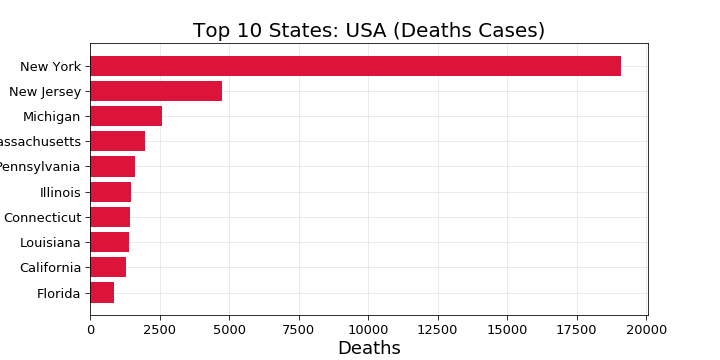 Top 10 States: USA (Deaths Cases)
New York
New Jersey
Michigan
assachusetts
Pennsylvania
Illinois
Connecticut
Louisiana
California
Florida
0 2500 5000 7500 10000 12500 15000 17500 20000
Deaths